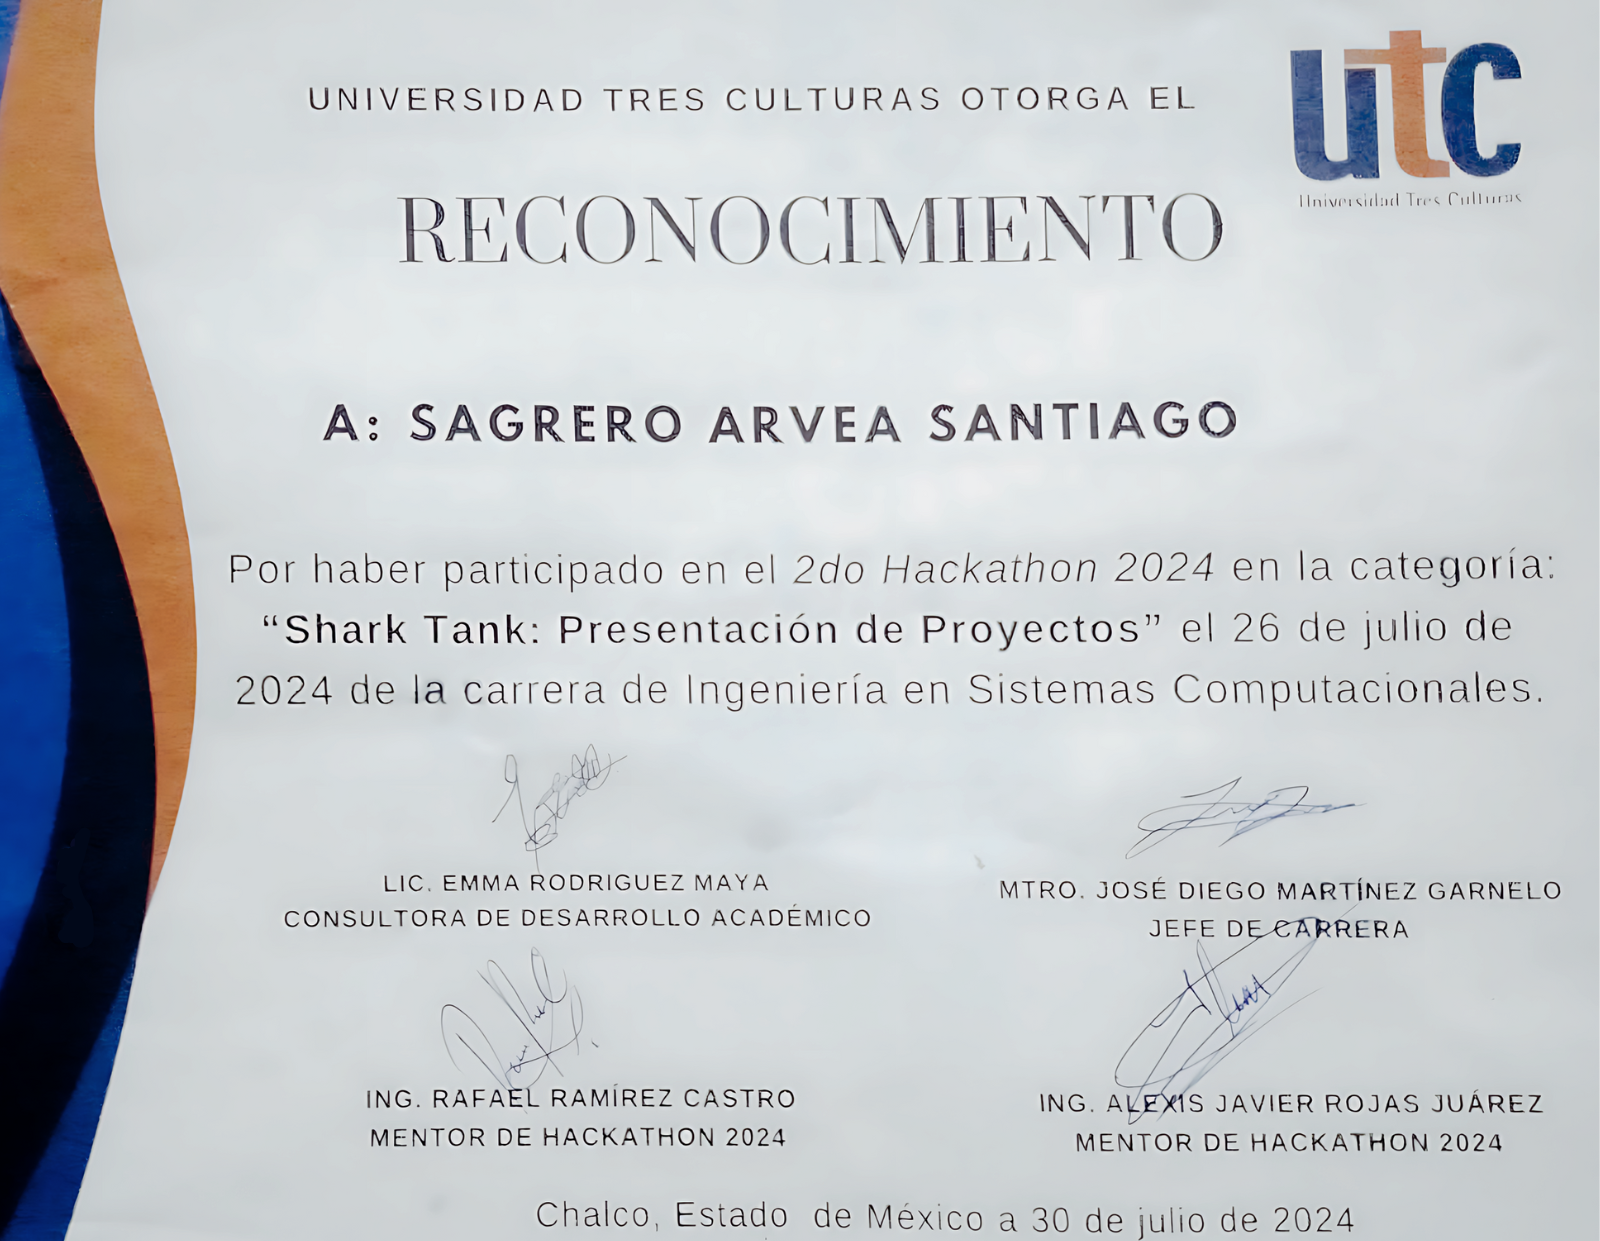 UNIVERSIDAD TRES CULTURAS OTORGA EL
utc
Universidad Tres Culturas
RECONOCIMIENTO
A: SAGRERO ARVEA SANTIAGO
Por haber participado en el 2do Hackathon 2024 en la categoría:
“Shark Tank: Presentación de Proyectos” el 26 de julio de
2024 de la carrera de Ingeniería en Sistemas Computacionales.
LIC. EMMA RODRIGUEZ MAYA
CONSULTORA DE DESARROLLO ACADÉMICO
MTRO. JOSÉ DIEGO MARTÍNEZ GARNELO
JEFE DE CARRERA
ING. RAFAEL RAMÍREZ CASTRO
MENTOR DE HACKATHON 2024
ING. ALEXIS JAVIER ROJAS JUÁREZ
MENTOR DE HACKATHON 2024
Chalco, Estado de México a 30 de julio de 2024